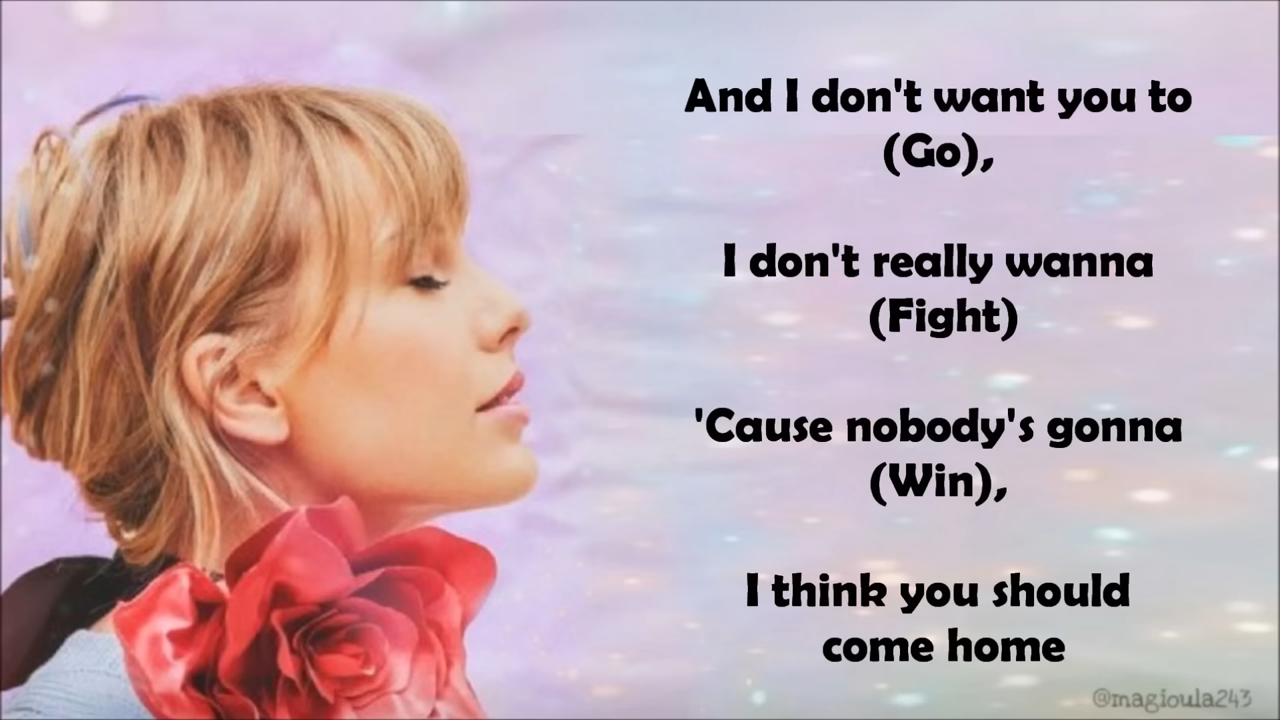 And I don't want you to
(Go),
I don't really wanna
(Fight)
'Cause nobody's gonna
(Win),
I think you should
come home
@magioula243